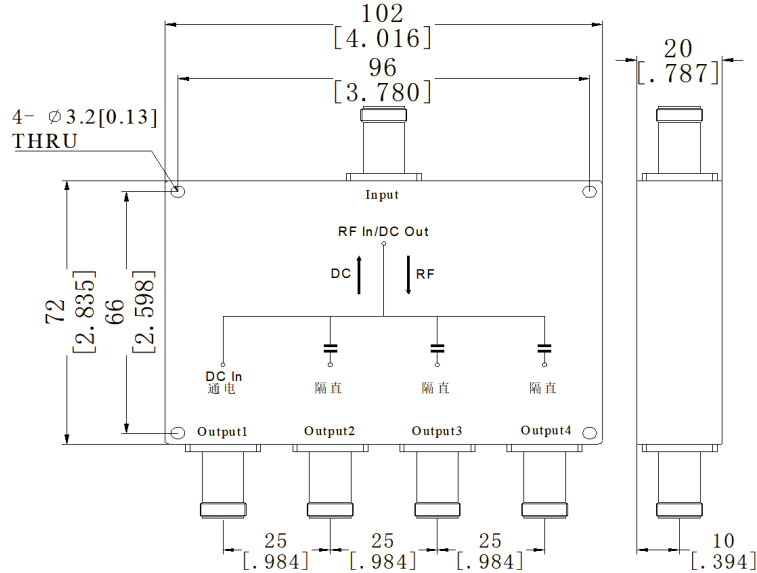 102
[4.016]
96
[3.780]
20
[.787]
4- ∅3.2[0.13]
THRU
Input
RF In/DC Out
DC
RF
72
[2.835]
66
[2.598]
DC In
通电
隔直
隔直
隔直
Output1
Output2
Output3
Output4
25
[.984]
25
[.984]
25
[.984]
10
[.394]